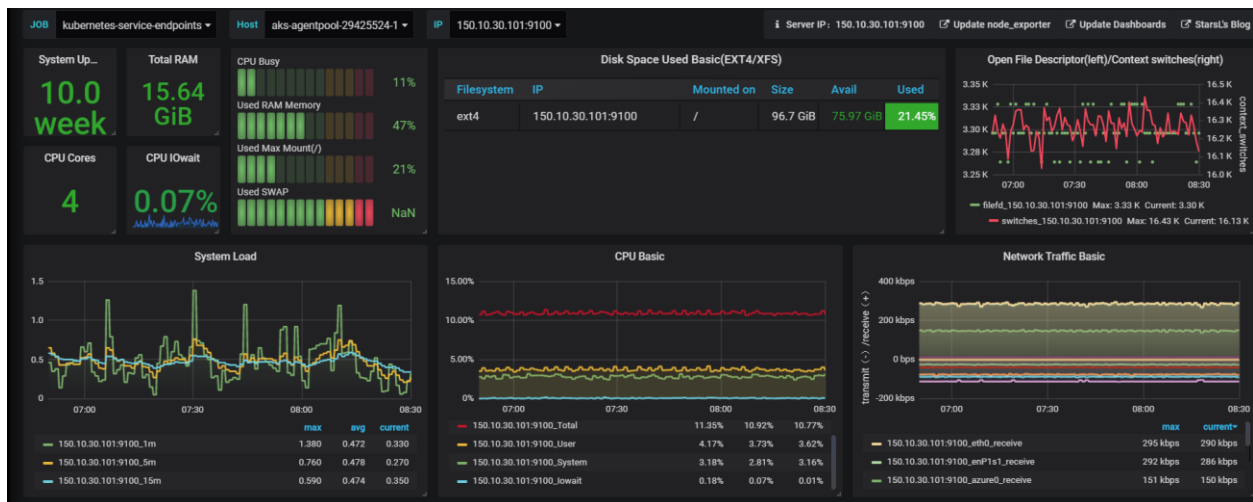 JOB kubernetes-service-endpoints Host aks-agentpool-29425524-1 IP 150.10.30.101:9100 Server IP: 150.10.30.101:9100 Update node_exporter Update Dashboards StarsL's Blog
System Up...
10.0
week
Total RAM
15.64
GiB
CPU Cores
4
CPU IOwait
0.07%
CPU Busy
11%
Used RAM Memory
47%
Used Max Mount(/)
21%
Used SWAP
NaN
Disk Space Used Basic(EXT4/XFS)
Filesystem IP Mounted on Size Avail Used
ext4 150.10.30.101:9100 / 96.7 GiB 75.97 GiB 21.45%
Open File Descriptor(left)/Context switches(right)
3.35 K 16.5 K
3.33 K 16.4 K
16.3 K
3.30 K
16.2 K
3.28 K
16.1 K
3.25 K 16.0 K
context_switches
07:00 07:30 08:00 08:30
filefd_150.10.30.101:9100 Max: 3.33 K Current: 3.30 K
switches_150.10.30.101:9100 Max: 16.43 K Current: 16.13 K
System Load
1.5
1.0
0.5
0
07:00 07:30 08:00 08:30
max avg current
150.10.30.101:9100_1m 1.380 0.472 0.330
150.10.30.101:9100_5m 0.760 0.478 0.270
150.10.30.101:9100_15m 0.590 0.474 0.350
CPU Basic
15.00%
10.00%
5.00%
0%
07:00 07:30 08:00 08:30
150.10.30.101:9100_Total 11.35% 10.92% 10.77%
150.10.30.101:9100_User 4.17% 3.73% 3.62%
150.10.30.101:9100_System 3.18% 2.81% 3.16%
150.10.30.101:9100_Iowait 0.18% 0.07% 0.01%
Network Traffic Basic
transmit (-) /receive (+)
400 kbps
200 kbps
0 bps
-200 kbps
07:00 07:30 08:00 08:30
max current
150.10.30.101:9100_eth0_receive 295 kbps 290 kbps
150.10.30.101:9100_enP1s1_receive 292 kbps 286 kbps
150.10.30.101:9100_azure0_receive 151 kbps 150 kbps